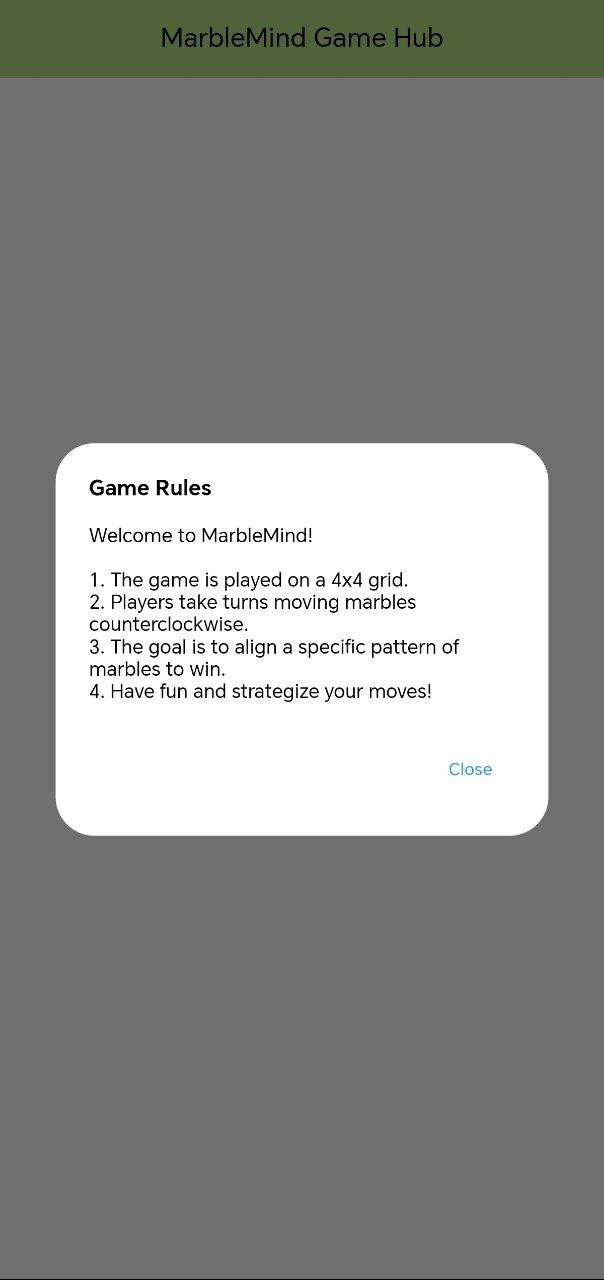 MarbleMind Game Hub
Game Rules
Welcome to MarbleMind!
1. The game is played on a 4x4 grid.
2. Players take turns moving marbles
counterclockwise.
3. The goal is to align a specific pattern of
marbles to win.
4. Have fun and strategize your moves!
Close